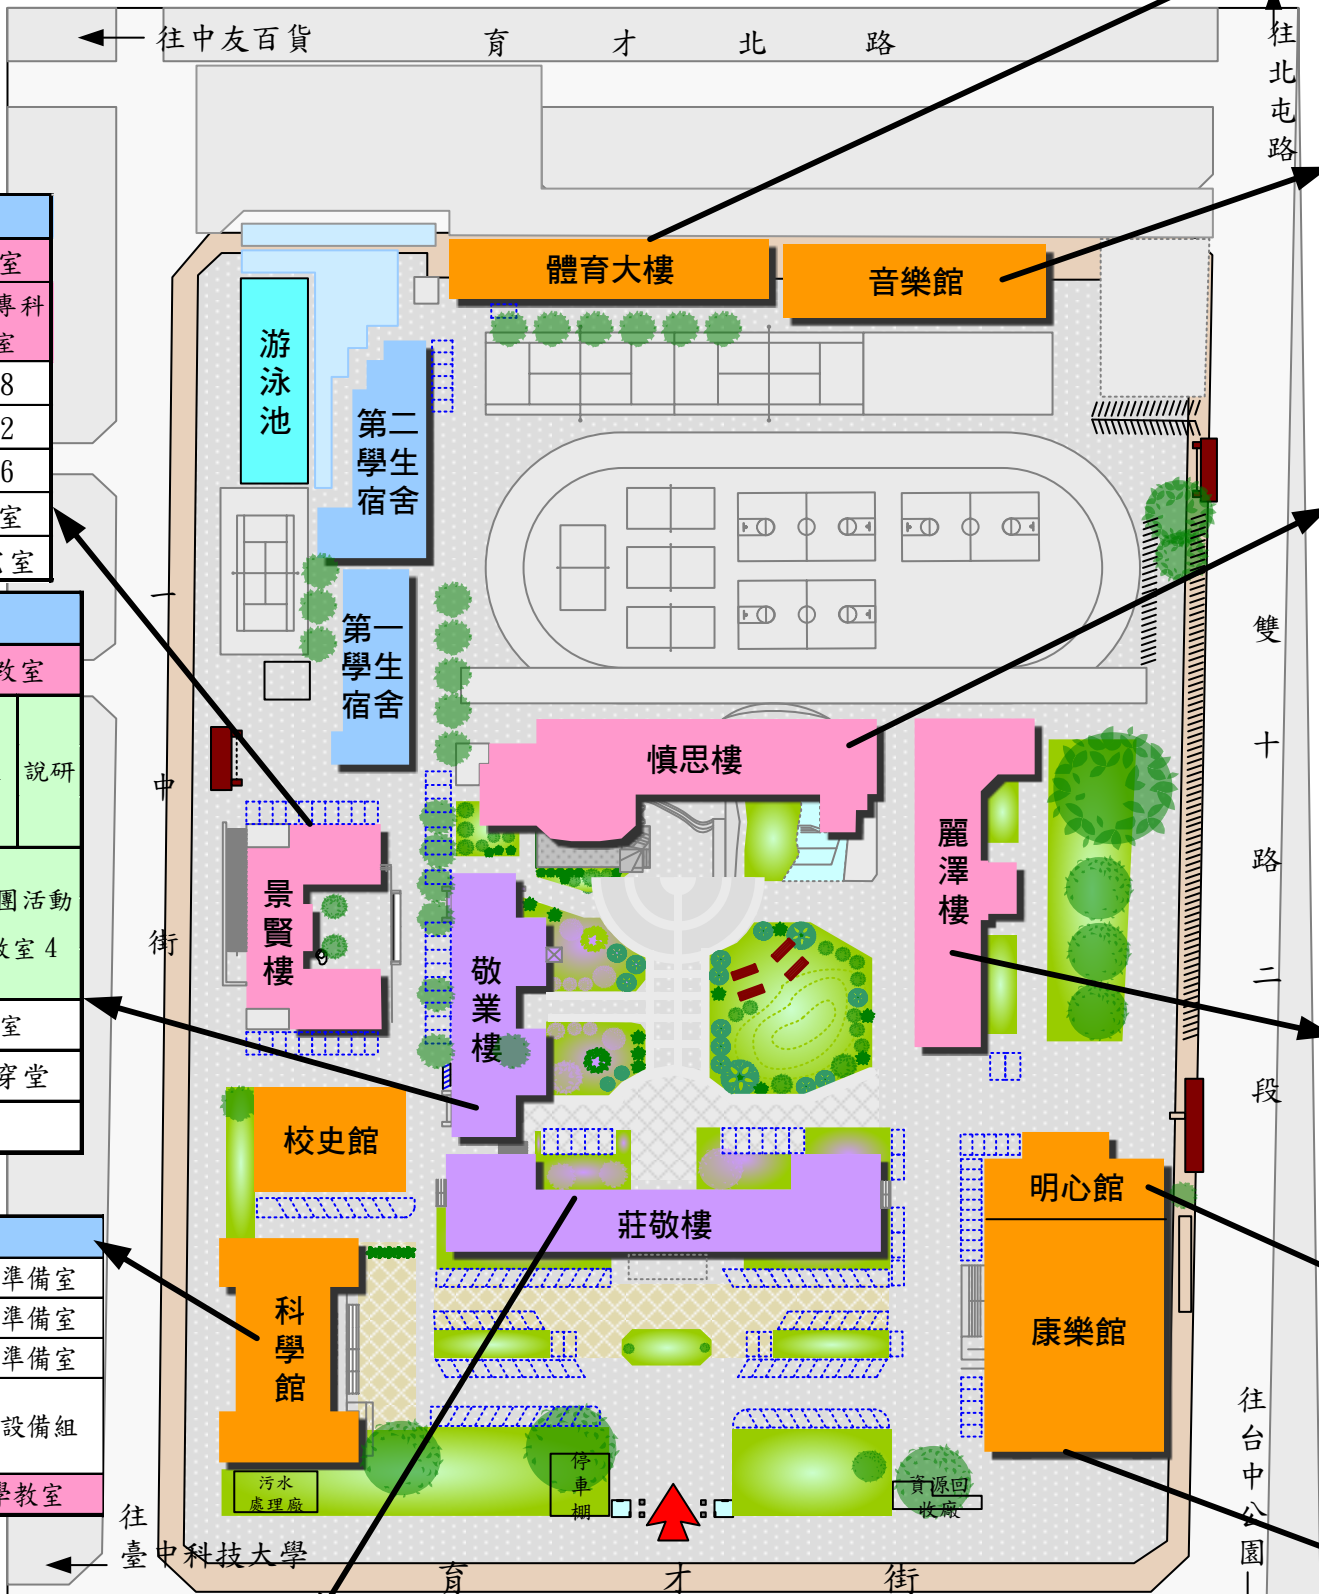 往中友百貨
育才北路
往北屯路
體育大樓
音樂館
游泳池
第二學生宿舍
第一學生宿舍
室
專科
室
8
2
6
室
室
教室
說研
團活動
教室 4
室
穿堂
準備室
準備室
準備室
設備組
學教室
一中街
雙十路二段
慎思樓
麗澤樓
景賢樓
敬業樓
校史館
莊敬樓
明心館
康樂館
科學館
污水
處理廠
停車棚
資源回
收廠
往台中公園
往
臺中科技大學
育才街